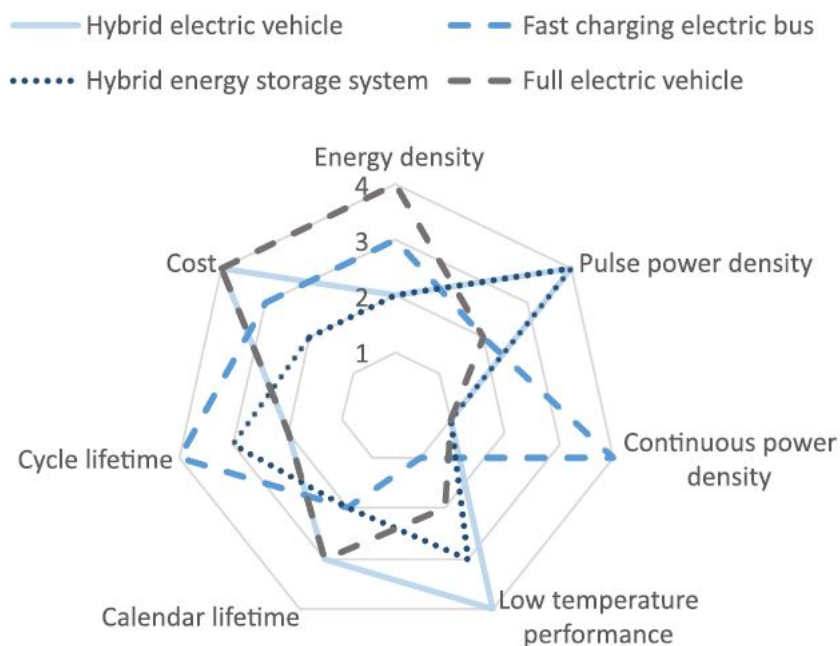 Hybrid electric vehicle
Fast charging electric bus
Hybrid energy storage system
Full electric vehicle
Energy density
4
3
2
1
Cost
Pulse power density
Cycle lifetime
Continuous power
density
Calendar lifetime
Low temperature
performance